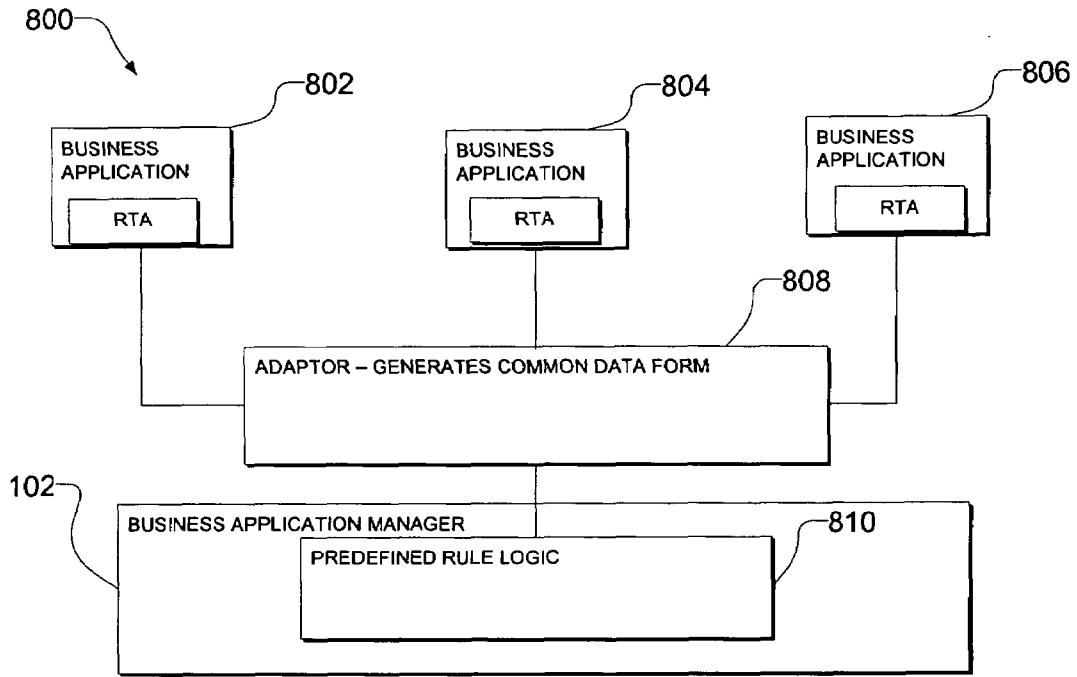 800
802
804
806
BUSINESS
APPLICATION
RTA
BUSINESS
APPLICATION
RTA
BUSINESS
APPLICATION
RTA
808
ADAPTOR – GENERATES COMMON DATA FORM
102
BUSINESS APPLICATION MANAGER
810
PREDEFINED RULE LOGIC